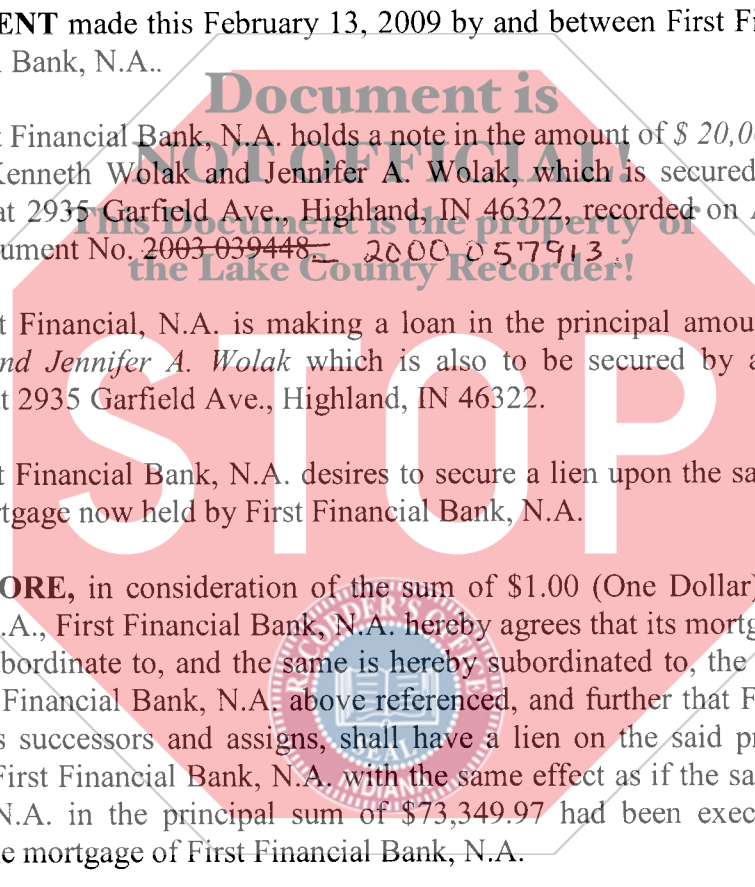 ENT made this February 13, 2009 by and between First Fi
Bank, N.A..
Document is
Financial Bank, N.A. holds a note in the amount of $ 20,0
NOT OFFICIAL!
Kenneth Wolak and Jennifer A. Wolak, which is secured
at 2935 Garfield Ave., Highland, IN 46322, recorded on A
This Document is the property of
ument No. 2003 039448. 2000 057913.
the Lake County Recorder!
t Financial, N.A. is making a loan in the principal amou
nd Jennifer A. Wolak which is also to be secured by a
t 2935 Garfield Ave., Highland, IN 46322.
STOP
t Financial Bank, N.A. desires to secure a lien upon the sa
rtgage now held by First Financial Bank, N.A.
ORE, in consideration of the sum of $1.00 (One Dollar)
.A., First Financial Bank, N.A. hereby agrees that its mortg
bordinate to, and the same is hereby subordinated to, the
Financial Bank, N.A. above referenced, and further that F
s successors and assigns, shall have a lien on the said pr
First Financial Bank, N.A. with the same effect as if the sa
N.A. in the principal sum of $73,349.97 had been exec
e mortgage of First Financial Bank, N.A.
RECORDER'S OFFICE
SEAL
INDIANA